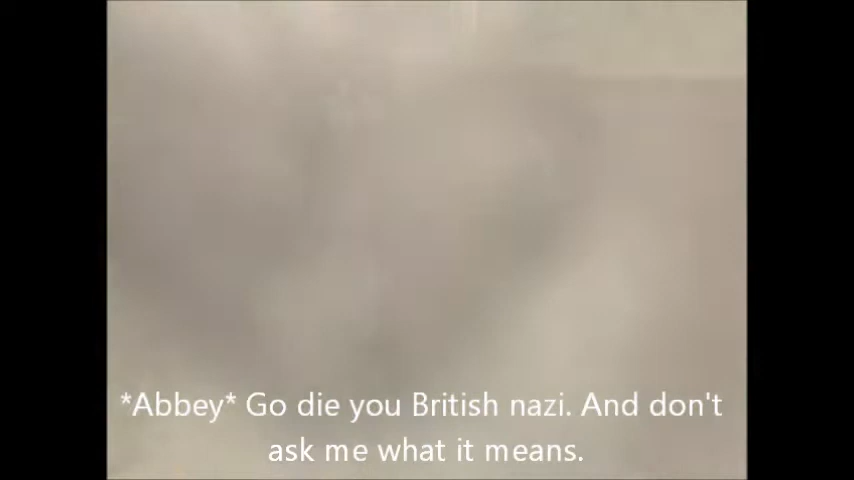 *Abbey* Go die you British nazi. And don't
ask me what it means.